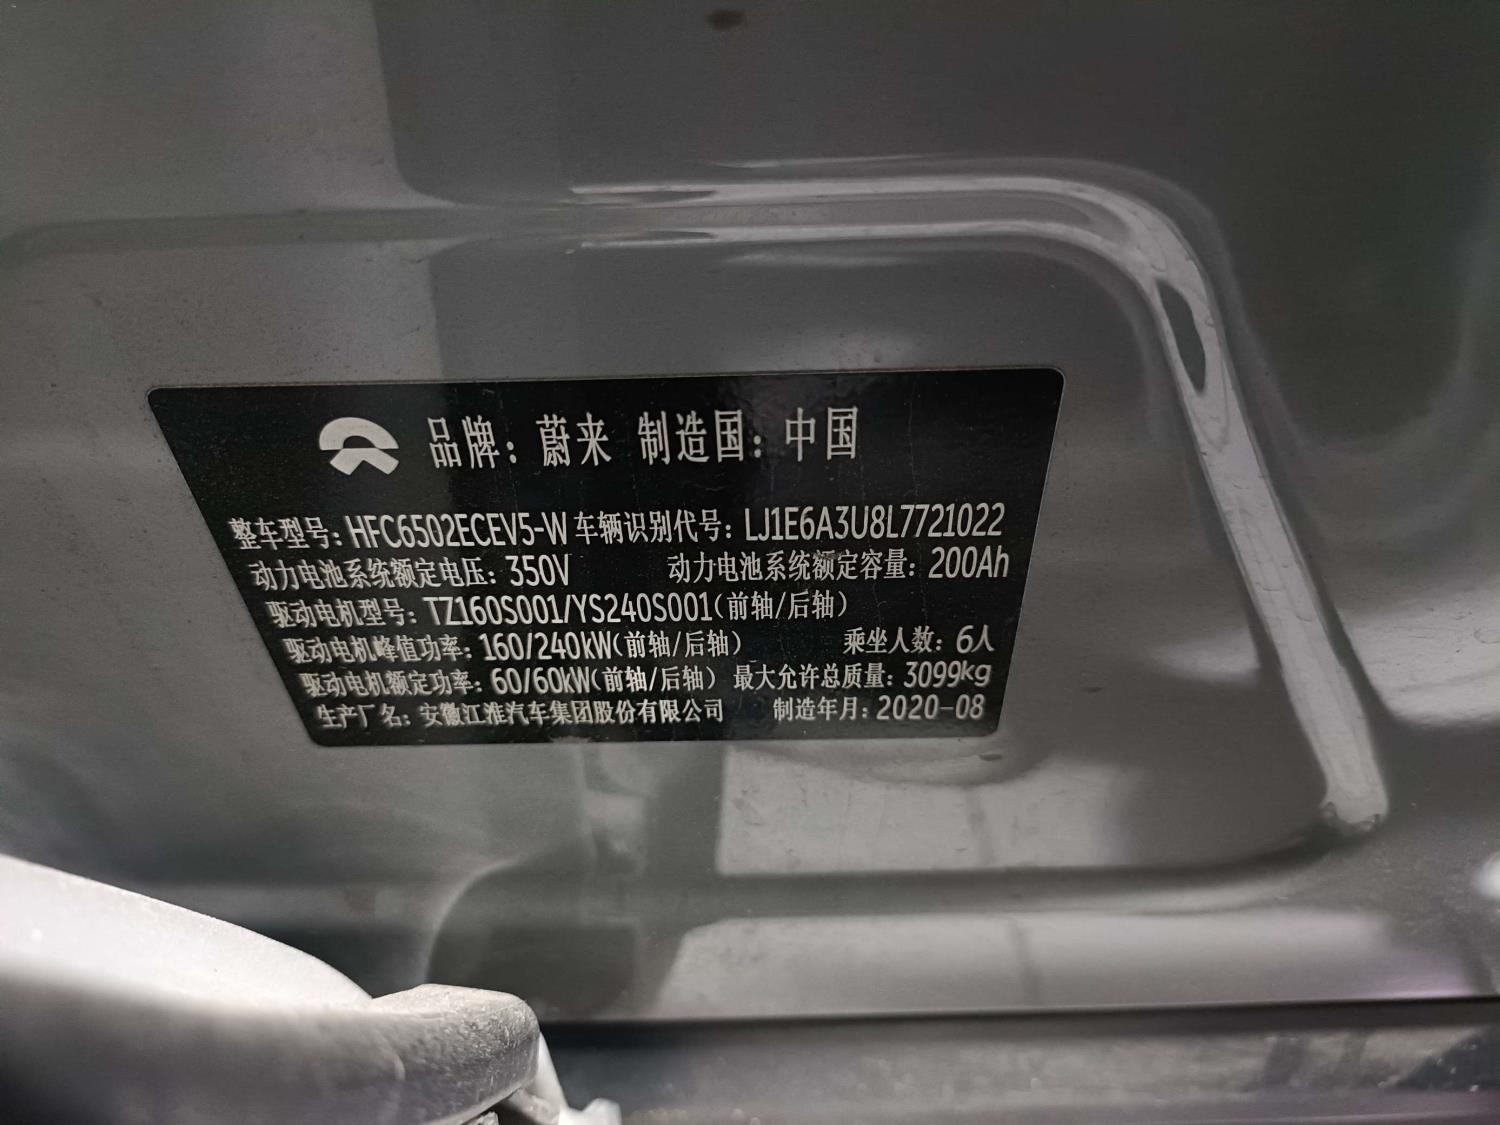 品牌：蔚来 制造国：中国
整车型号：HFC6502ECEV5-W 车辆识别代号：LJ1E6A3U8L7721022
动力电池系统额定电压：350V 动力电池系统额定容量：200Ah
驱动电机型号：TZ160S001/YS240S001(前轴/后轴)
驱动电机峰值功率：160/240kW(前轴/后轴) 乘坐人数：6人
驱动电机额定功率：60/60kW(前轴/后轴) 最大允许总质量：3099kg
生产厂名：安徽江淮汽车集团股份有限公司 制造年月：2020-08